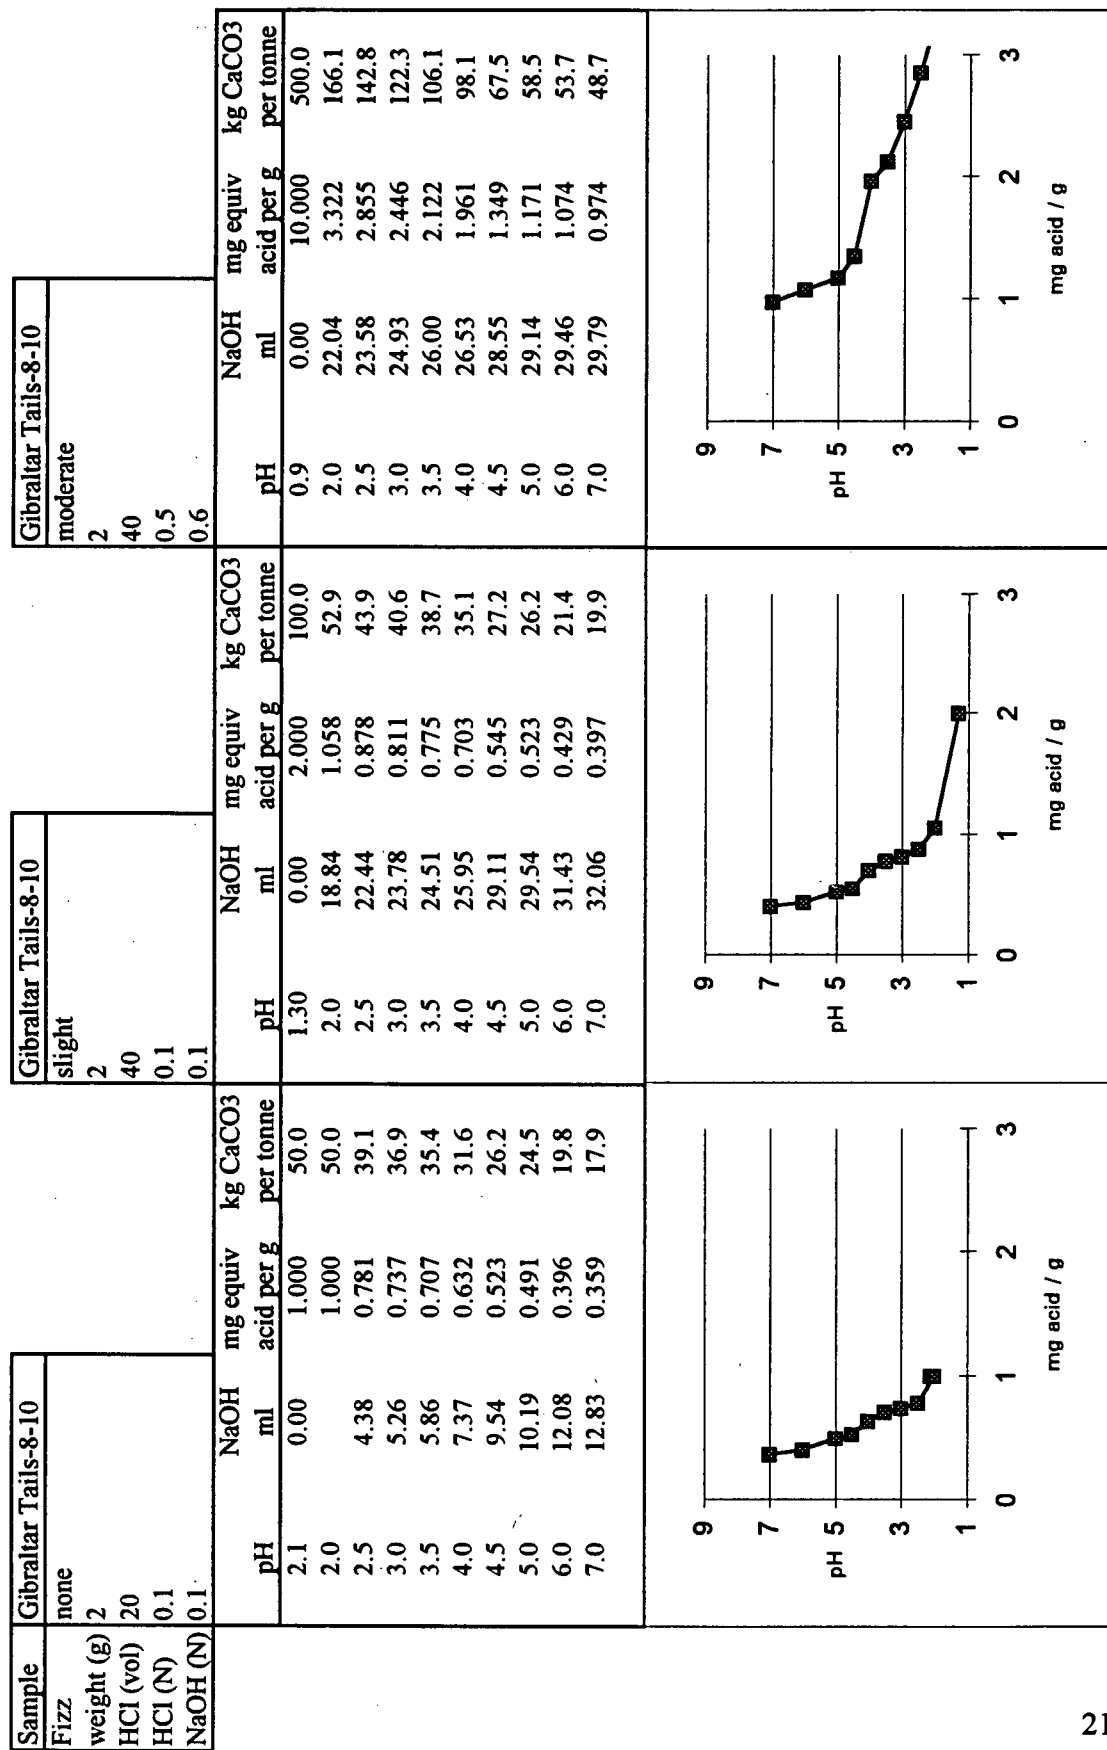 Sample Gibraltar Tails-8-10 Gibraltar Tails-8-10 Gibraltar Tails-8-10
Fizz none slight moderate
weight (g) 2 2 2
HCl (vol) 20 40 40
HCl (N) 0.1 0.1 0.5
NaOH (N) 0.1 0.1 0.6
NaOH mg equiv kg CaCO3 NaOH mg equiv kg CaCO3 NaOH mg equiv kg CaCO3
pH ml acid per g per tonne pH ml acid per g per tonne pH ml acid per g per tonne
2.1 0.00 1.000 50.0 1.30 0.00 2.000 100.0 0.9 0.00 10.000 500.0
2.0 1.000 50.0 2.0 18.84 1.058 52.9 2.0 22.04 3.322 166.1
2.5 4.38 0.781 39.1 2.5 22.44 0.878 43.9 2.5 23.58 2.855 142.8
3.0 5.26 0.737 36.9 3.0 23.78 0.811 40.6 3.0 24.93 2.446 122.3
3.5 5.86 0.707 35.4 3.5 24.51 0.775 38.7 3.5 26.00 2.122 106.1
4.0 7.37 0.632 31.6 4.0 25.95 0.703 35.1 4.0 26.53 1.961 98.1
4.5 9.54 0.523 26.2 4.5 29.11 0.545 27.2 4.5 28.55 1.349 67.5
5.0 10.19 0.491 24.5 5.0 29.54 0.523 26.2 5.0 29.14 1.171 58.5
6.0 12.08 0.396 19.8 6.0 31.43 0.429 21.4 6.0 29.46 1.074 53.7
7.0 12.83 0.359 17.9 7.0 32.06 0.397 19.9 7.0 29.79 0.974 48.7
9 9 9
7 7 7
pH 5 pH 5 pH 5
3 3 3
1 1 1
0 1 2 3 0 1 2 3 0 1 2 3
mg acid / g mg acid / g mg acid / g
21